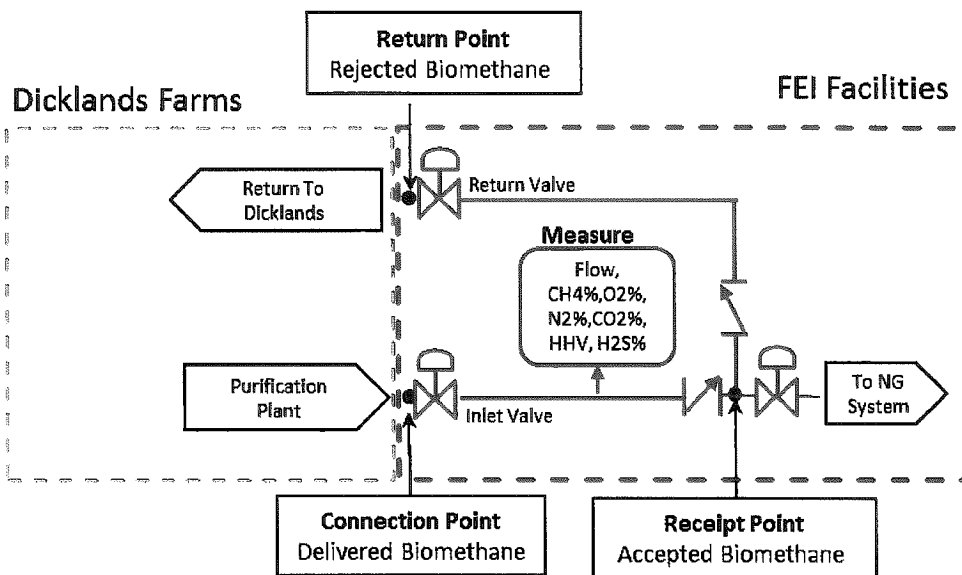 Return Point
Rejected Biomethane
Dicklands Farms
FEI Facilities
Return To
Dicklands
Return Valve
Measure
Flow,
CH4%,O2%,
N2%,CO2%,
HHV, H2S%
Purification
Plant
Inlet Valve
To NG
System
Connection Point
Delivered Biomethane
Receipt Point
Accepted Biomethane